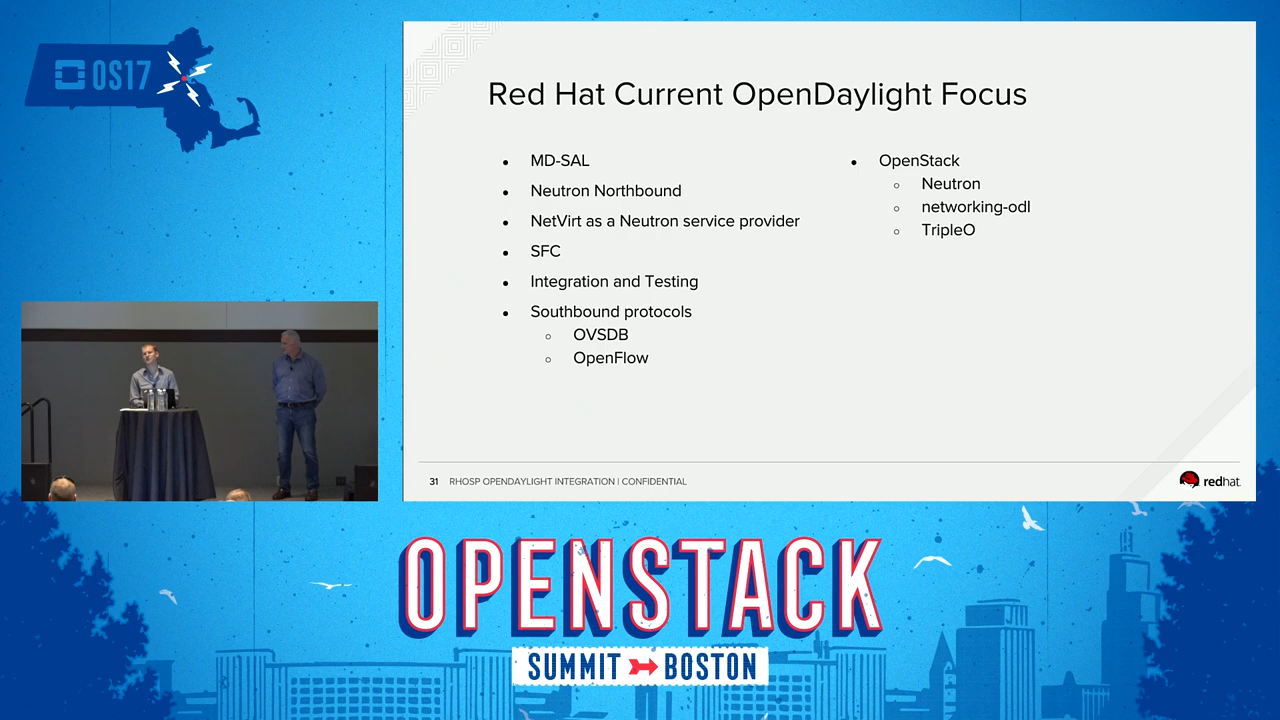 OS17
Red Hat Current OpenDaylight Focus
• MD-SAL
• Neutron Northbound
• NetVirt as a Neutron service provider
• SFC
• Integration and Testing
• Southbound protocols
○ OVSDB
○ OpenFlow
• OpenStack
○ Neutron
○ networking-odl
○ TripleO
31 RHOSP OPENDAYLIGHT INTEGRATION | CONFIDENTIAL
redhat.
OPENSTACK
SUMMIT BOSTON